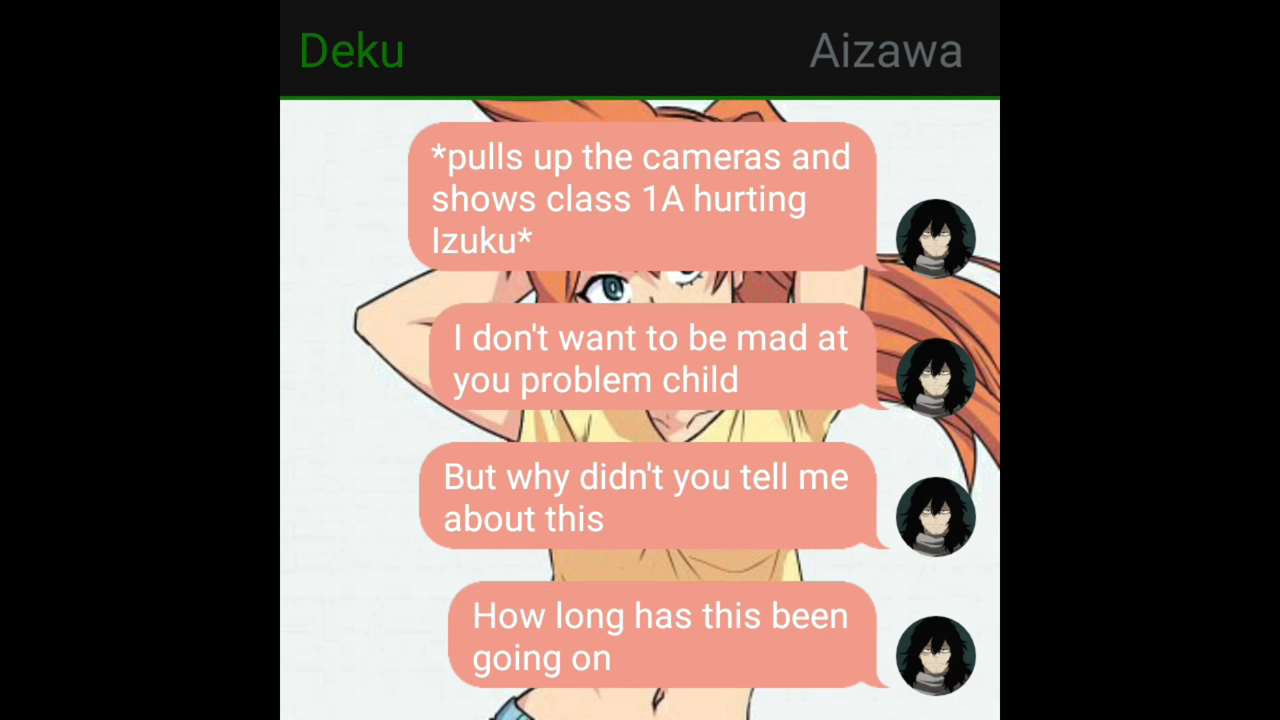 Deku
Aizawa
*pulls up the cameras and
shows class 1A hurting
Izuku*
I don't want to be mad at
you problem child
But why didn't you tell me
about this
How long has this been
going on